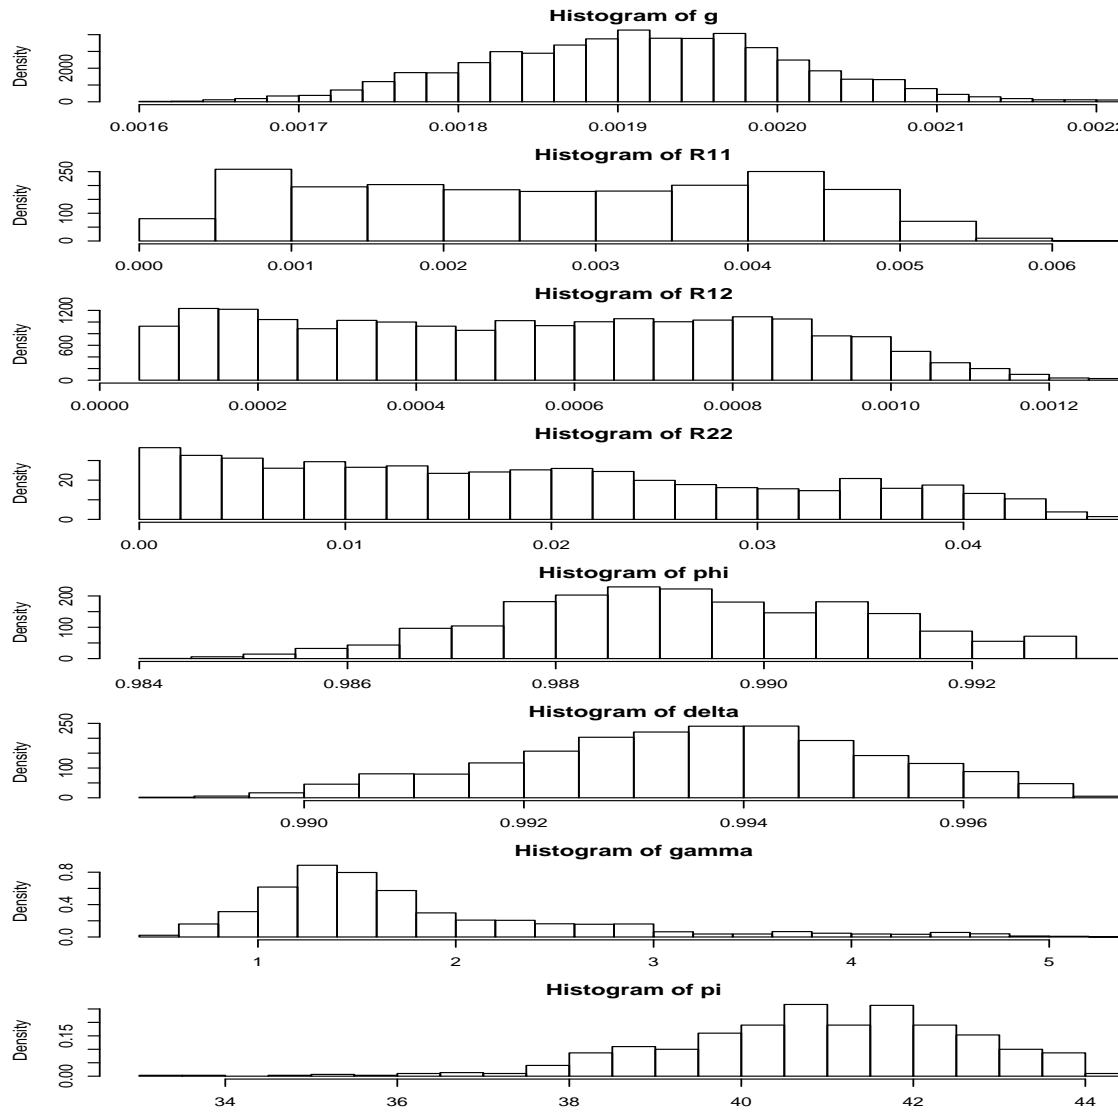 Histogram of g
Density
0 2000
0.0016 0.0017 0.0018 0.0019 0.0020 0.0021 0.0022
Histogram of R11
Density
0 100 250
0.000 0.001 0.002 0.003 0.004 0.005 0.006
Histogram of R12
Density
0 600 1200
0.0000 0.0002 0.0004 0.0006 0.0008 0.0010 0.0012
Histogram of R22
Density
0 20
0.00 0.01 0.02 0.03 0.04
Histogram of phi
Density
0 100 200
0.984 0.986 0.988 0.990 0.992
Histogram of delta
Density
0 100 250
0.990 0.992 0.994 0.996
Histogram of gamma
Density
0.0 0.4 0.8
1 2 3 4 5
Histogram of pi
Density
0.00 0.15
34 36 38 40 42 44